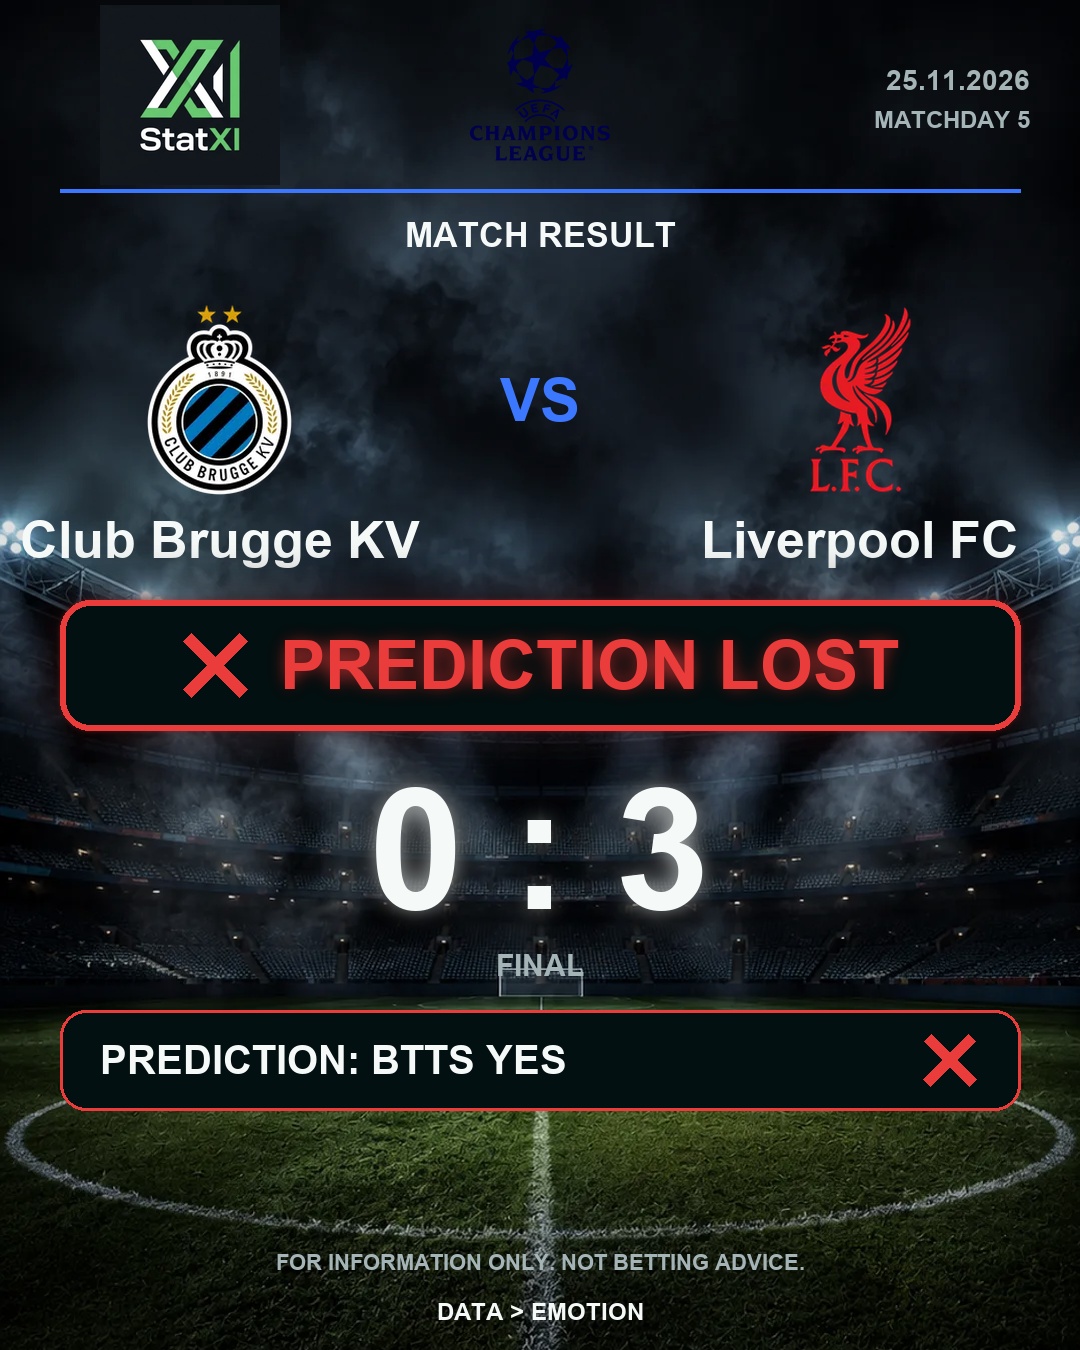 StatXI
UEFA
CHAMPIONS
LEAGUE
25.11.2026
MATCHDAY 5
MATCH RESULT
1891
CLUB BRUGGE KV
VS
L.F.C.
Club Brugge KV
Liverpool FC
PREDICTION LOST
0 : 3
FINAL
PREDICTION: BTTS YES
FOR INFORMATION ONLY. NOT BETTING ADVICE.
DATA > EMOTION